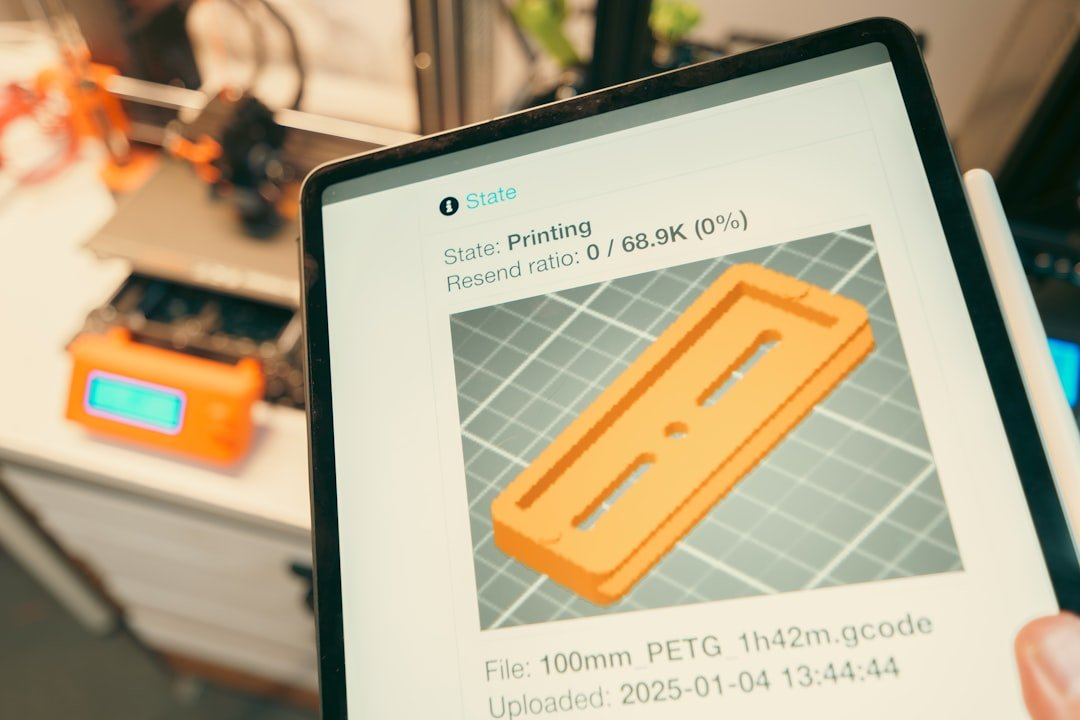 State
State: Printing
Resend ratio: 0 / 68.9K (0%)
File: 100mm_PETG_1h42m.gcode
Uploaded: 2025-01-04 13:44:44